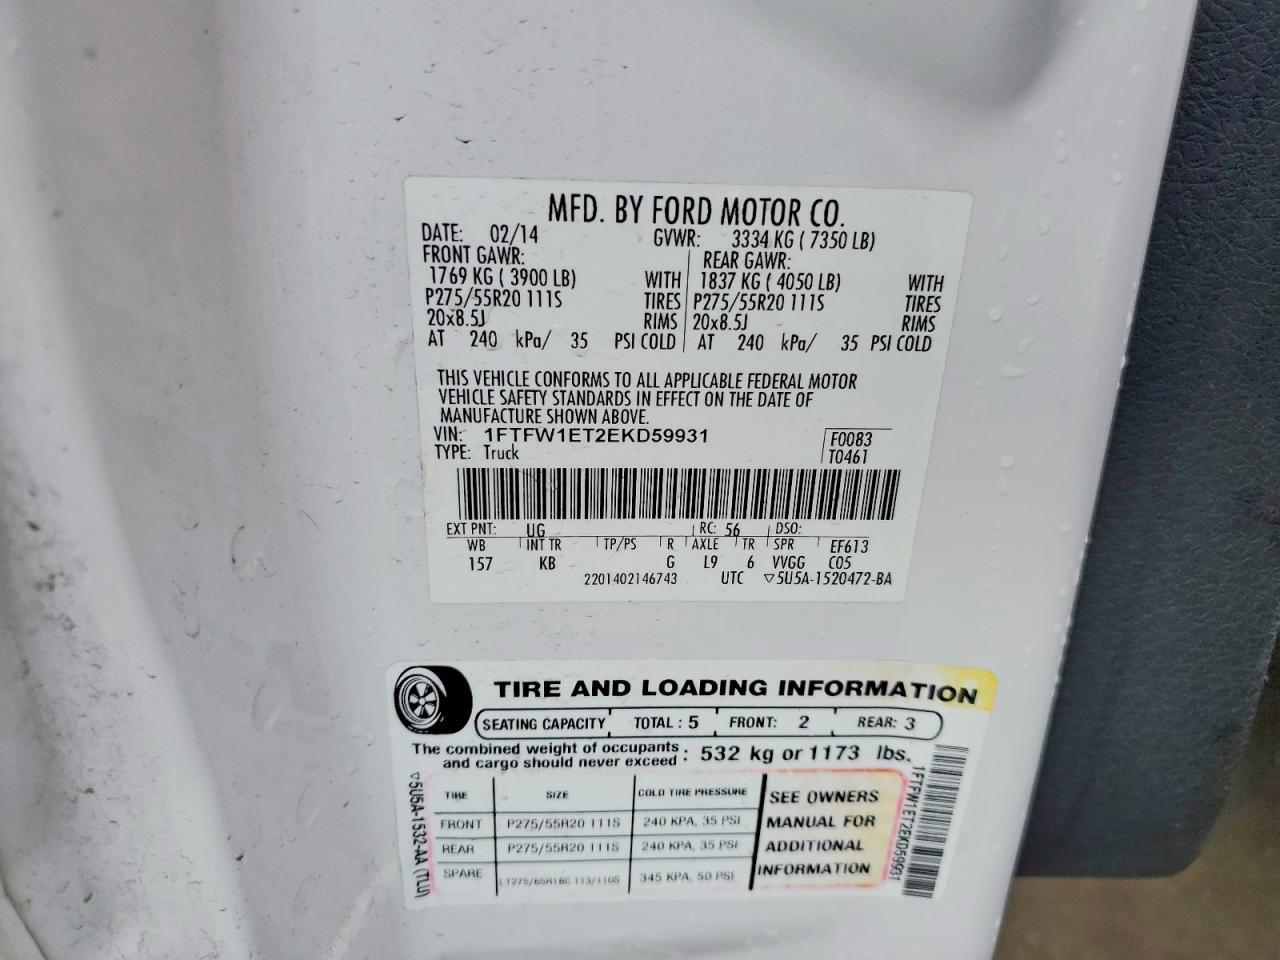 MFD. BY FORD MOTOR CO.
DATE: 02/14 GVWR: 3334 KG ( 7350 LB)
FRONT GAWR: REAR GAWR:
1769 KG ( 3900 LB) WITH 1837 KG ( 4050 LB) WITH
P275/55R20 111S TIRES P275/55R20 111S TIRES
20x8.5J RIMS 20x8.5J RIMS
AT 240 kPa/ 35 PSI COLD AT 240 kPa/ 35 PSI COLD
THIS VEHICLE CONFORMS TO ALL APPLICABLE FEDERAL MOTOR
VEHICLE SAFETY STANDARDS IN EFFECT ON THE DATE OF
MANUFACTURE SHOWN ABOVE.
VIN: 1FTFW1ET2EKD59931 F0083
TYPE: Truck T0461
EXT PNT: UG RC: 56 DSO:
WB INT TR TP/PS R AXLE TR SPR EF613
157 KB G L9 6 VVGG C05
2201402146743 UTC ▽5U5A-1520472-BA
TIRE AND LOADING INFORMATION
SEATING CAPACITY TOTAL : 5 FRONT: 2 REAR: 3
The combined weight of occupants
and cargo should never exceed : 532 kg or 1173 lbs.
TIRE SIZE COLD TIRE PRESSURE SEE OWNERS
FRONT P275/55R20 111S 240 KPA, 35 PSI MANUAL FOR
REAR P275/55R20 111S 240 KPA, 35 PSI ADDITIONAL
SPARE LT275/65R18C 113/110S 345 KPA, 50 PSI INFORMATION
▽5U5A-1532-AA (TLU)
1FTFW1ET2EKD59931